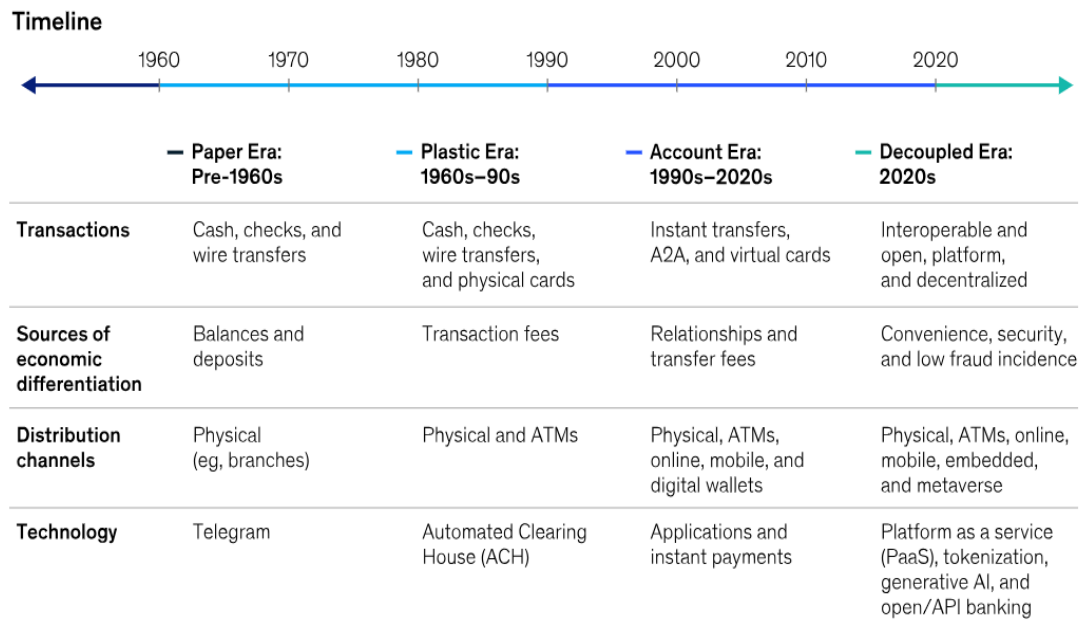 Timeline
1960 1970 1980 1990 2000 2010 2020
Paper Era:
Pre-1960s
Plastic Era:
1960s–90s
Account Era:
1990s–2020s
Decoupled Era:
2020s
Transactions
Cash, checks, and
wire transfers
Cash, checks,
wire transfers,
and physical cards
Instant transfers,
A2A, and virtual cards
Interoperable and
open, platform,
and decentralized
Sources of
economic
differentiation
Balances and
deposits
Transaction fees
Relationships and
transfer fees
Convenience, security,
and low fraud incidence
Distribution
channels
Physical
(eg, branches)
Physical and ATMs
Physical, ATMs,
online, mobile, and
digital wallets
Physical, ATMs, online,
mobile, embedded,
and metaverse
Technology
Telegram
Automated Clearing
House (ACH)
Applications and
instant payments
Platform as a service
(PaaS), tokenization,
generative AI, and
open/API banking